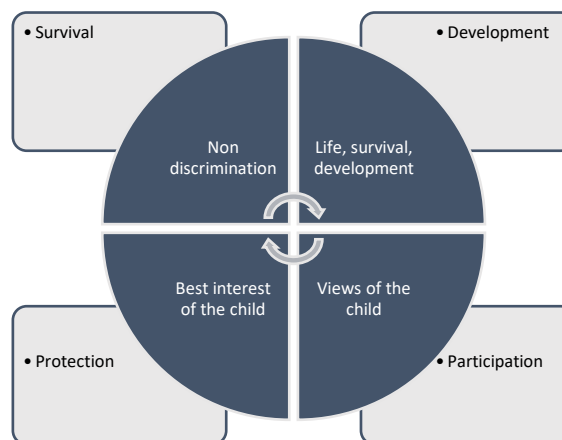 • Survival
• Development
Non
discrimination
Life, survival,
development
Best interest
of the child
Views of the
child
• Protection
• Participation